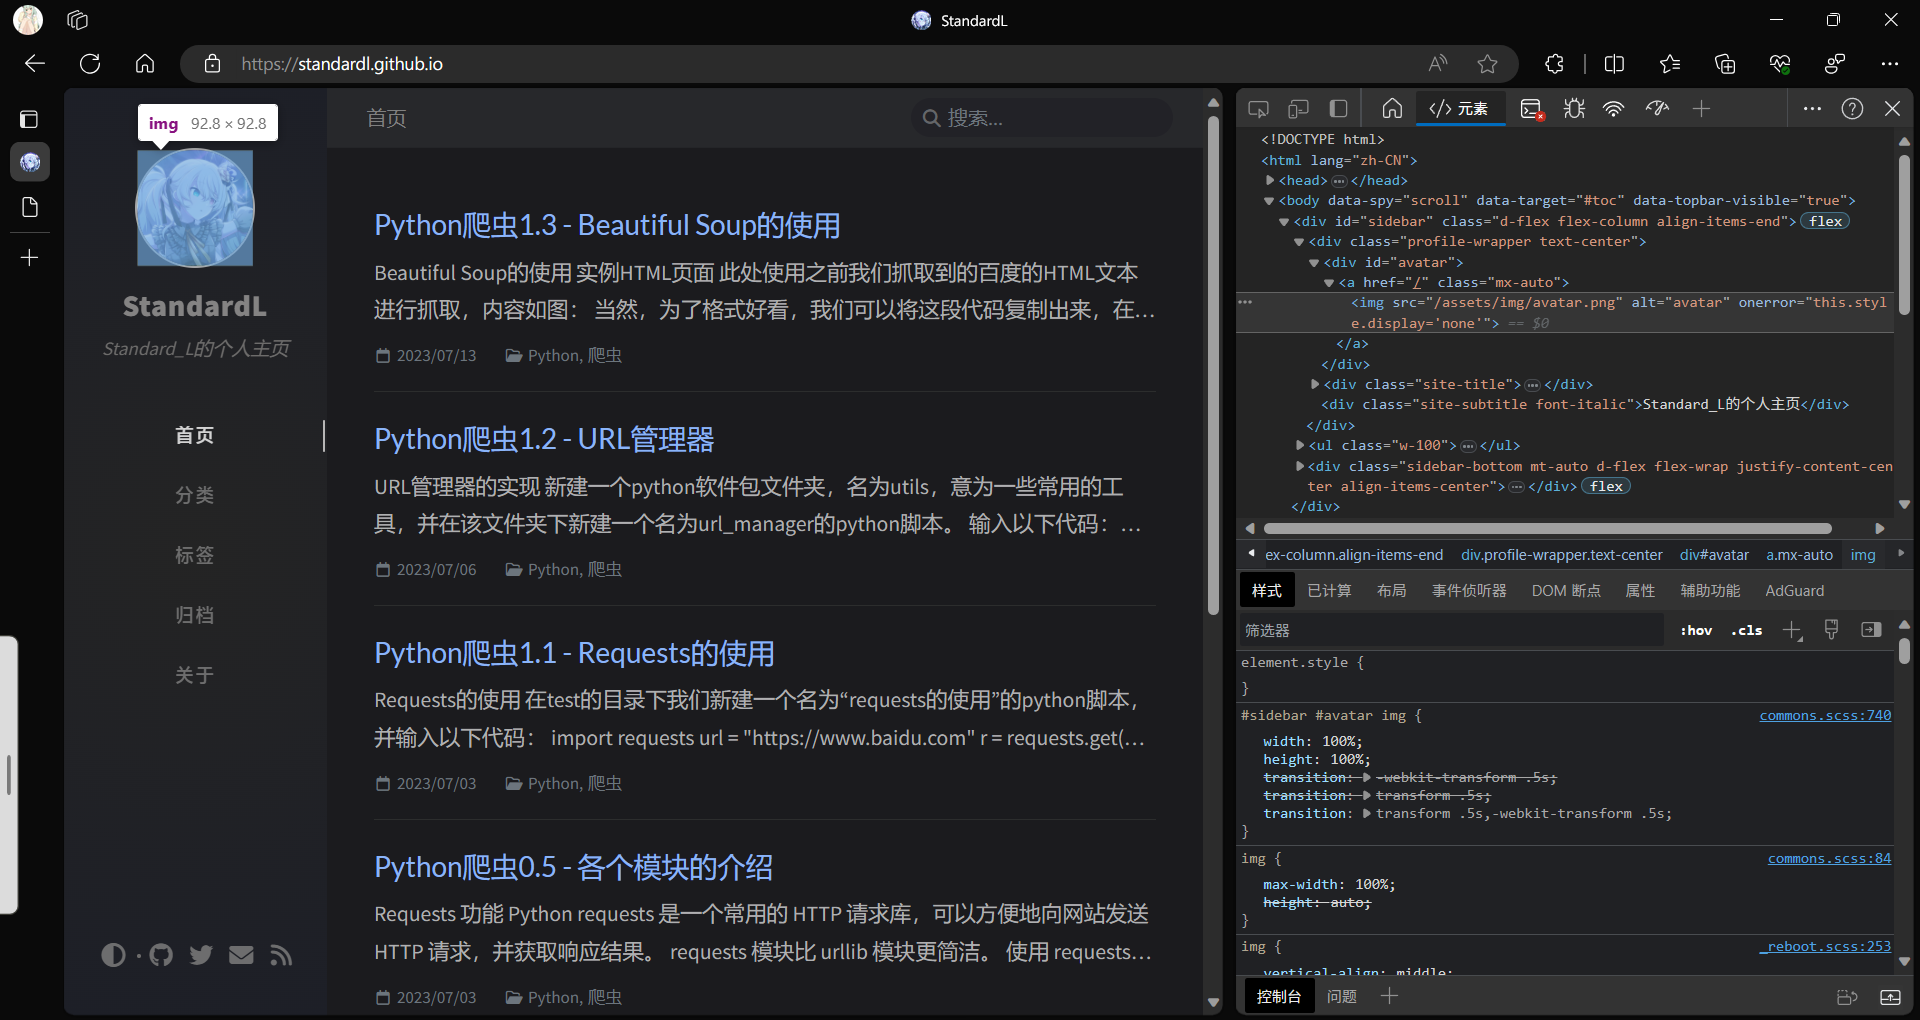 StandardL
https://standardl.github.io
img 92.8 × 92.8
StandardL
Standard_L的个人主页
首页
分类
标签
归档
关于
首页
搜索...
Python爬虫1.3 - Beautiful Soup的使用
Beautiful Soup的使用 实例HTML页面 此处使用之前我们抓取到的百度的HTML文本
进行抓取，内容如图： 当然，为了格式好看，我们可以将这段代码复制出来，在...
2023/07/13 Python, 爬虫
Python爬虫1.2 - URL管理器
URL管理器的实现 新建一个python软件包文件夹，名为utils，意为一些常用的工
具，并在该文件夹下新建一个名为url_manager的python脚本。 输入以下代码： ...
2023/07/06 Python, 爬虫
Python爬虫1.1 - Requests的使用
Requests的使用 在test的目录下我们新建一个名为“requests的使用”的python脚本，
并输入以下代码： import requests url = "https://www.baidu.com" r = requests.get(...
2023/07/03 Python, 爬虫
Python爬虫0.5 - 各个模块的介绍
Requests 功能 Python requests 是一个常用的 HTTP 请求库，可以方便地向网站发送
HTTP 请求，并获取响应结果。 requests 模块比 urllib 模块更简洁。 使用 requests...
2023/07/03 Python, 爬虫
</> 元素
<!DOCTYPE html>
<html lang="zh-CN">
<head> ... </head>
<body data-spy="scroll" data-target="#toc" data-topbar-visible="true">
<div id="sidebar" class="d-flex flex-column align-items-end"> flex
<div class="profile-wrapper text-center">
<div id="avatar">
<a href="/" class="mx-auto">
<img src="/assets/img/avatar.png" alt="avatar" onerror="this.styl
e.display='none'"> == $0
</a>
</div>
<div class="site-title"> ... </div>
<div class="site-subtitle font-italic">Standard_L的个人主页</div>
</div>
<ul class="w-100"> ... </ul>
<div class="sidebar-bottom mt-auto d-flex flex-wrap justify-content-cen
ter align-items-center"> ... </div> flex
</div>
ex-column.align-items-end div.profile-wrapper.text-center div#avatar a.mx-auto img
样式 已计算 布局 事件侦听器 DOM 断点 属性 辅助功能 AdGuard
筛选器 :hov .cls
element.style {
}
#sidebar #avatar img { commons.scss:740
width: 100%;
height: 100%;
transition: -webkit-transform .5s;
transition: transform .5s;
transition: transform .5s,-webkit-transform .5s;
}
img { commons.scss:84
max-width: 100%;
height: auto;
}
img { _reboot.scss:253
vertical-align: middle;
控制台 问题